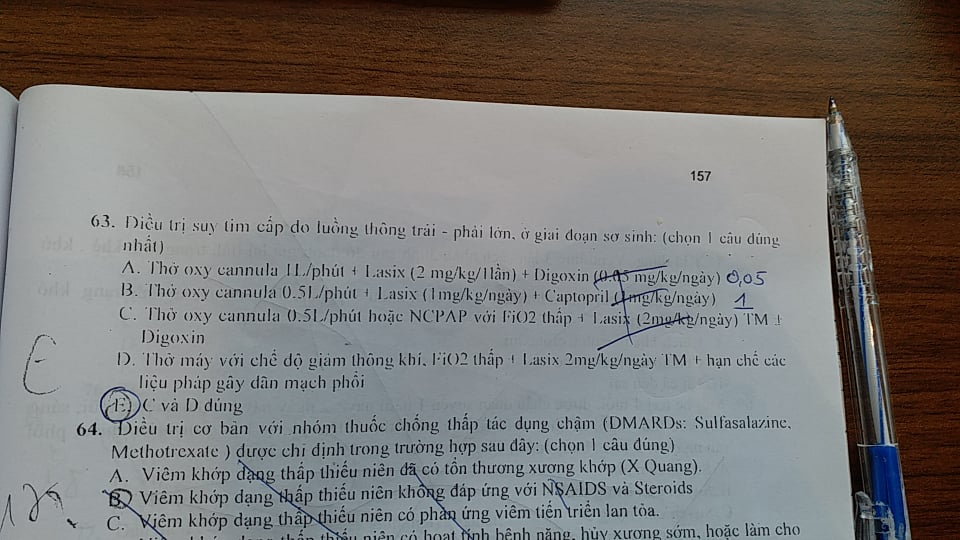 157
63. Điều trị suy tim cấp do luồng thông trái - phải lớn, ở giai đoạn sơ sinh: (chọn 1 câu đúng
nhất)
A. Thở oxy cannula 1L/phút + Lasix (2 mg/kg/1lần) + Digoxin (0.05 mg/kg/ngày) 0,05
B. Thở oxy cannula 0.5L/phút + Lasix (1mg/kg/ngày) + Captopril (1mg/kg/ngày) 1
C. Thở oxy cannula 0.5L/phút hoặc NCPAP với FiO2 thấp + Lasix (2mg/kg/ngày) TM ±
Digoxin
D. Thở máy với chế độ giảm thông khí, FiO2 thấp + Lasix 2mg/kg/ngày TM + hạn chế các
liệu pháp gây dãn mạch phổi
E
E. C và D đúng
64. Điều trị cơ bản với nhóm thuốc chống thấp tác dụng chậm (DMARDs: Sulfasalazine,
Methotrexate ) được chỉ định trong trường hợp sau đây: (chọn 1 câu đúng)
A. Viêm khớp dạng thấp thiếu niên đã có tổn thương xương khớp (X Quang).
B. Viêm khớp dạng thấp thiếu niên không đáp ứng với NSAIDS và Steroids
C. Viêm khớp dạng thấp thiếu niên có phản ứng viêm tiến triển lan tỏa.
thấp thiếu niên có hoạt tính bệnh nặng, hủy xương sớm, hoặc làm cho